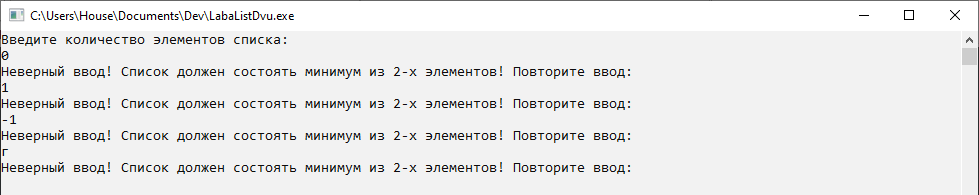 C:\Users\House\Documents\Dev\LabaListDvu.exe
Введите количество элементов списка:
0
Неверный ввод! Список должен состоять минимум из 2-х элементов! Повторите ввод:
1
Неверный ввод! Список должен состоять минимум из 2-х элементов! Повторите ввод:
-1
Неверный ввод! Список должен состоять минимум из 2-х элементов! Повторите ввод:
г
Неверный ввод! Список должен состоять минимум из 2-х элементов! Повторите ввод: